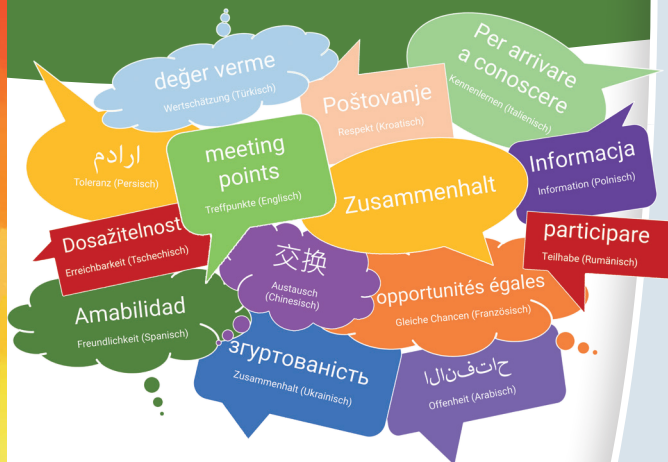 değer verme
Wertschätzung (Türkisch)
Per arrivare
a conoscere
Kennenlernen (Italienisch)
Poštovanje
Respekt (Kroatisch)
ارادم
Toleranz (Persisch)
meeting
points
Treffpunkte (Englisch)
Informacja
Information (Polnisch)
Zusammenhalt
Dosažitelnost
Erreichbarkeit (Tschechisch)
participare
Teilhabe (Rumänisch)
交换
Austausch
(Chinesisch)
opportunités égales
Gleiche Chancen (Französisch)
Amabilidad
Freundlichkeit (Spanisch)
згуртованість
Zusammenhalt (Ukrainisch)
حاتفنالا
Offenheit (Arabisch)